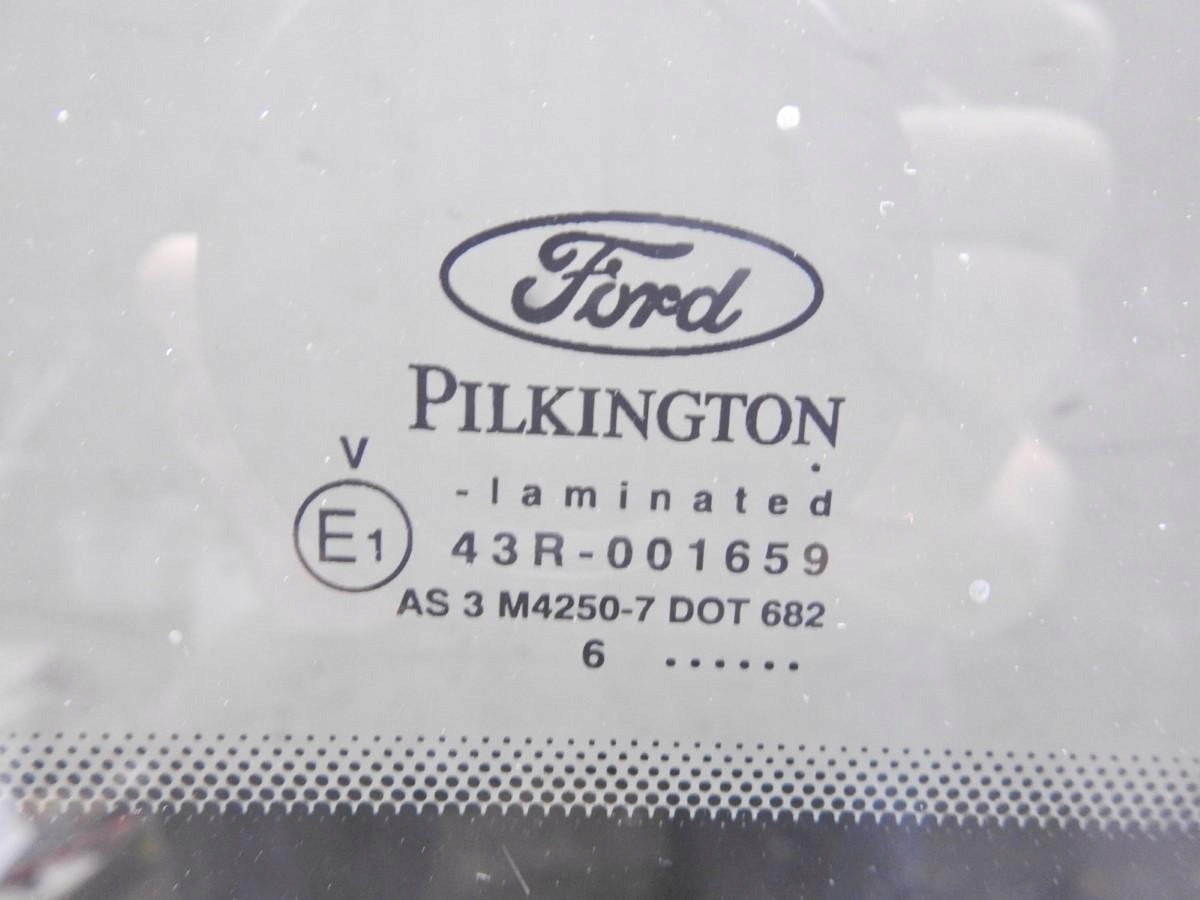 Ford
PILKINGTON
V
- laminated
E1
43R-001659
AS 3 M4250-7 DOT 682
6 ......